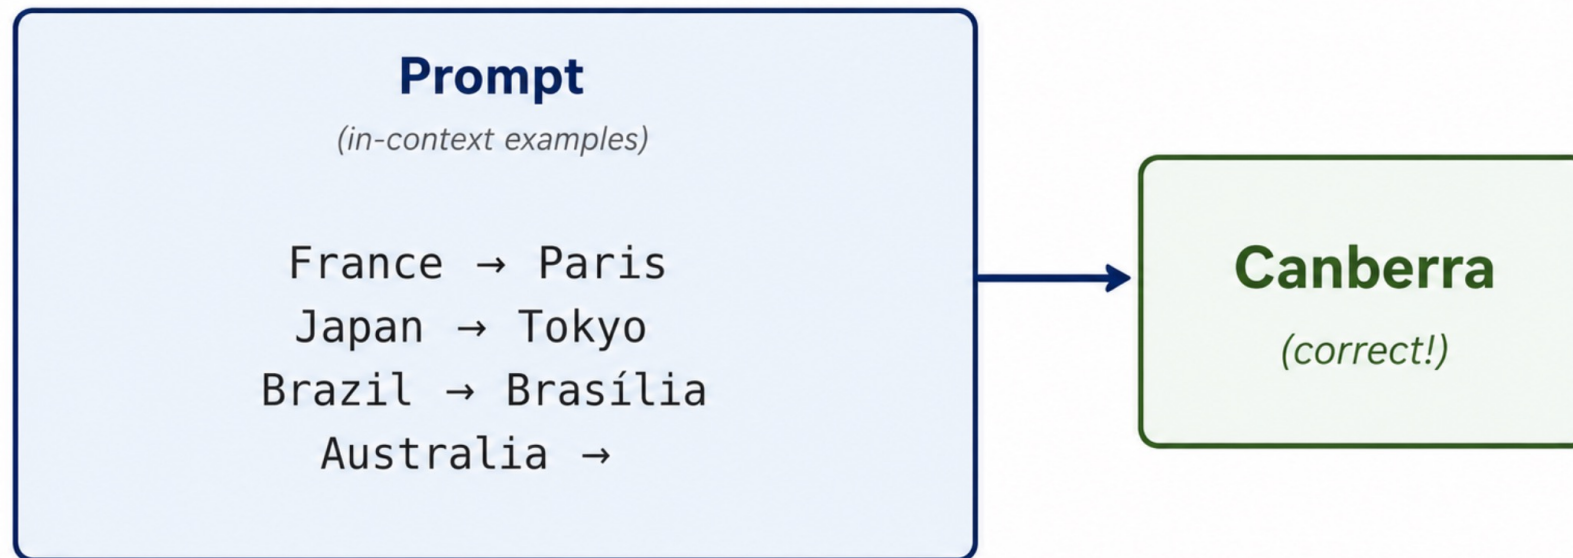 Prompt
(in-context examples)
France → Paris
Japan → Tokyo
Brazil → Brasília
Australia →
Canberra
(correct!)